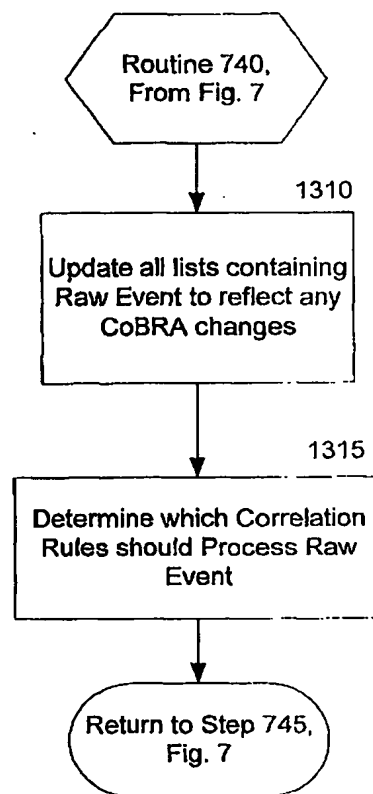 Routine 740,
From Fig. 7
1310
Update all lists containing
Raw Event to reflect any
CoBRA changes
1315
Determine which Correlation
Rules should Process Raw
Event
Return to Step 745,
Fig. 7